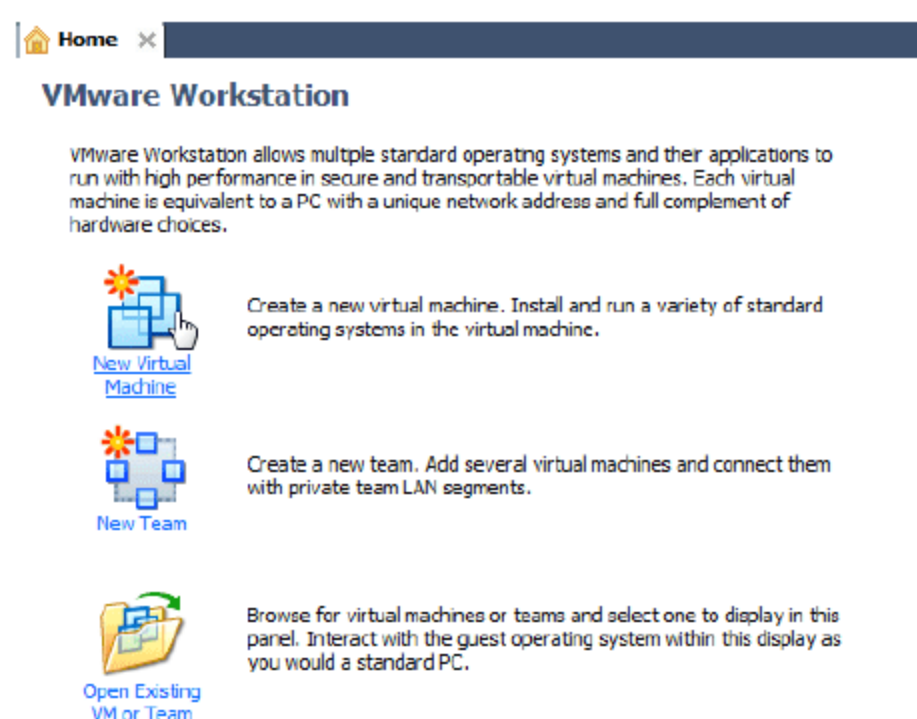 Home
VMware Workstation
VMware Workstation allows multiple standard operating systems and their applications to
run with high performance in secure and transportable virtual machines. Each virtual
machine is equivalent to a PC with a unique network address and full complement of
hardware choices.
Create a new virtual machine. Install and run a variety of standard
operating systems in the virtual machine.
New Virtual
Machine
Create a new team. Add several virtual machines and connect them
with private team LAN segments.
New Team
Browse for virtual machines or teams and select one to display in this
panel. Interact with the guest operating system within this display as
you would a standard PC.
Open Existing
VM or Team